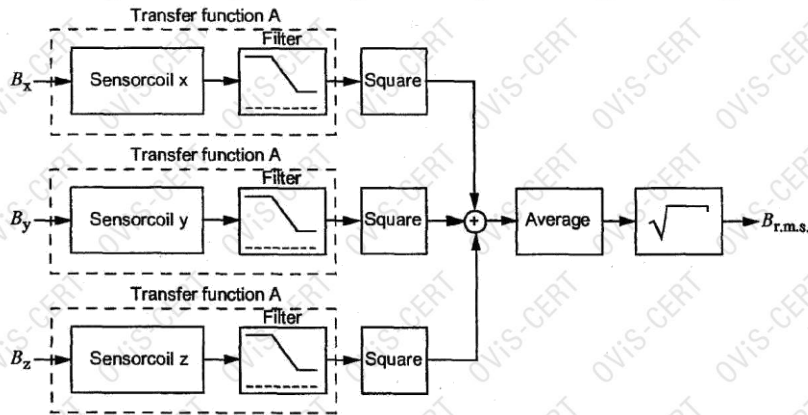 Transfer function A
Filter
Bx
Sensorcoil x
Square
Transfer function A
Filter
By
Sensorcoil y
Square
+
Average
√
Br.m.s.
Transfer function A
Filter
Bz
Sensorcoil z
Square
OViS-CERT